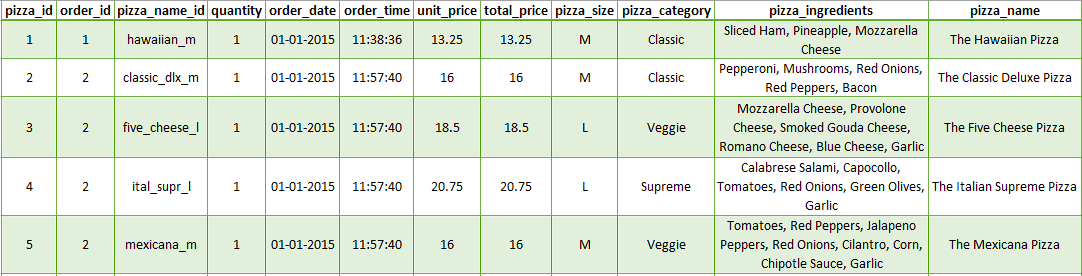 pizza_id order_id pizza_name_id quantity order_date order_time unit_price total_price pizza_size pizza_category pizza_ingredients pizza_name
1 1 hawaiian_m 1 01-01-2015 11:38:36 13.25 13.25 M Classic Sliced Ham, Pineapple, Mozzarella
Cheese The Hawaiian Pizza
2 2 classic_dlx_m 1 01-01-2015 11:57:40 16 16 M Classic Pepperoni, Mushrooms, Red Onions,
Red Peppers, Bacon The Classic Deluxe Pizza
3 2 five_cheese_l 1 01-01-2015 11:57:40 18.5 18.5 L Veggie Mozzarella Cheese, Provolone
Cheese, Smoked Gouda Cheese,
Romano Cheese, Blue Cheese, Garlic The Five Cheese Pizza
4 2 ital_supr_l 1 01-01-2015 11:57:40 20.75 20.75 L Supreme Calabrese Salami, Capocollo,
Tomatoes, Red Onions, Green Olives,
Garlic The Italian Supreme Pizza
5 2 mexicana_m 1 01-01-2015 11:57:40 16 16 M Veggie Tomatoes, Red Peppers, Jalapeno
Peppers, Red Onions, Cilantro, Corn,
Chipotle Sauce, Garlic The Mexicana Pizza